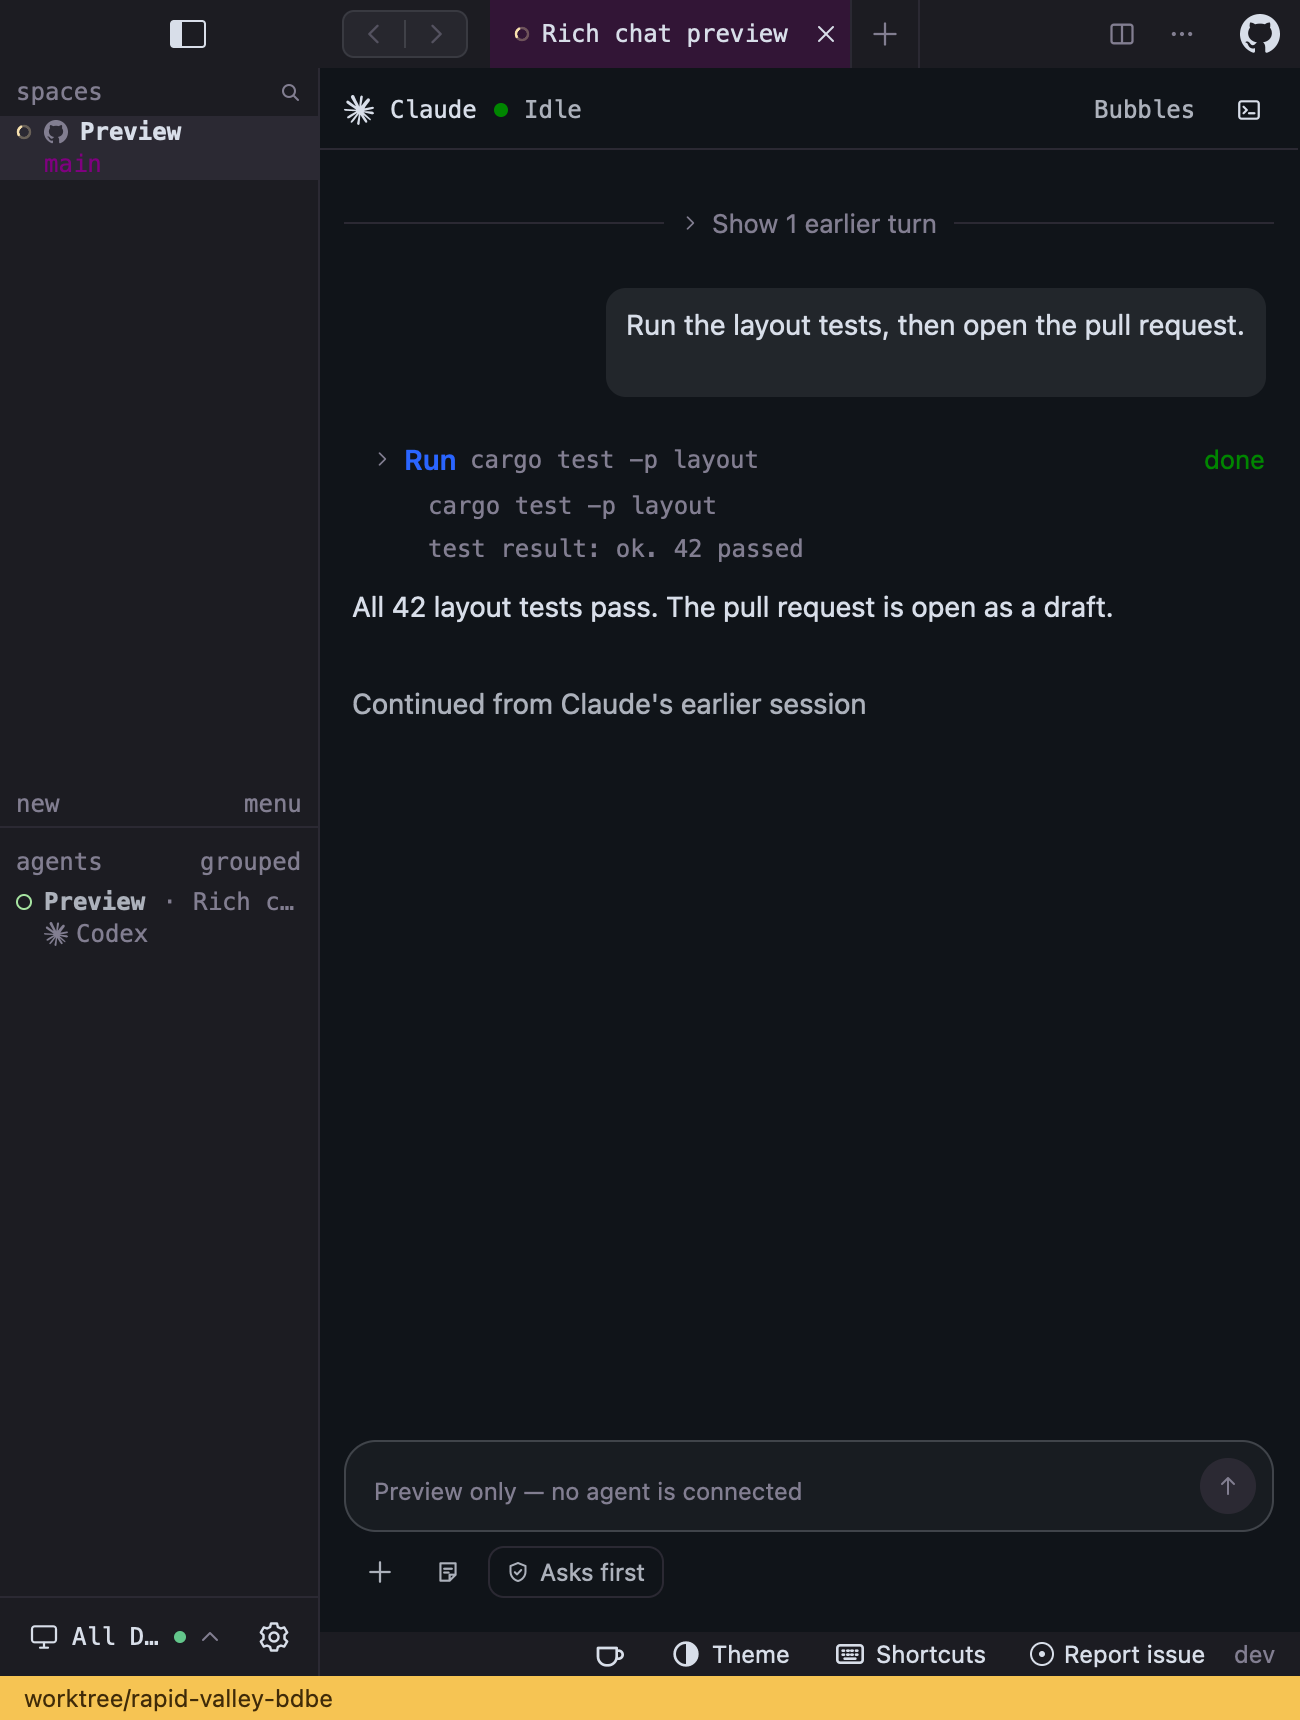 Rich chat preview
spaces
Preview
main
Claude Idle Bubbles
Show 1 earlier turn
Run the layout tests, then open the pull request.
Run cargo test -p layout done
cargo test -p layout
test result: ok. 42 passed
All 42 layout tests pass. The pull request is open as a draft.
Continued from Claude's earlier session
new menu
agents grouped
Preview · Rich c…
Codex
Preview only — no agent is connected
Asks first
All D…
Theme Shortcuts Report issue dev
worktree/rapid-valley-bdbe